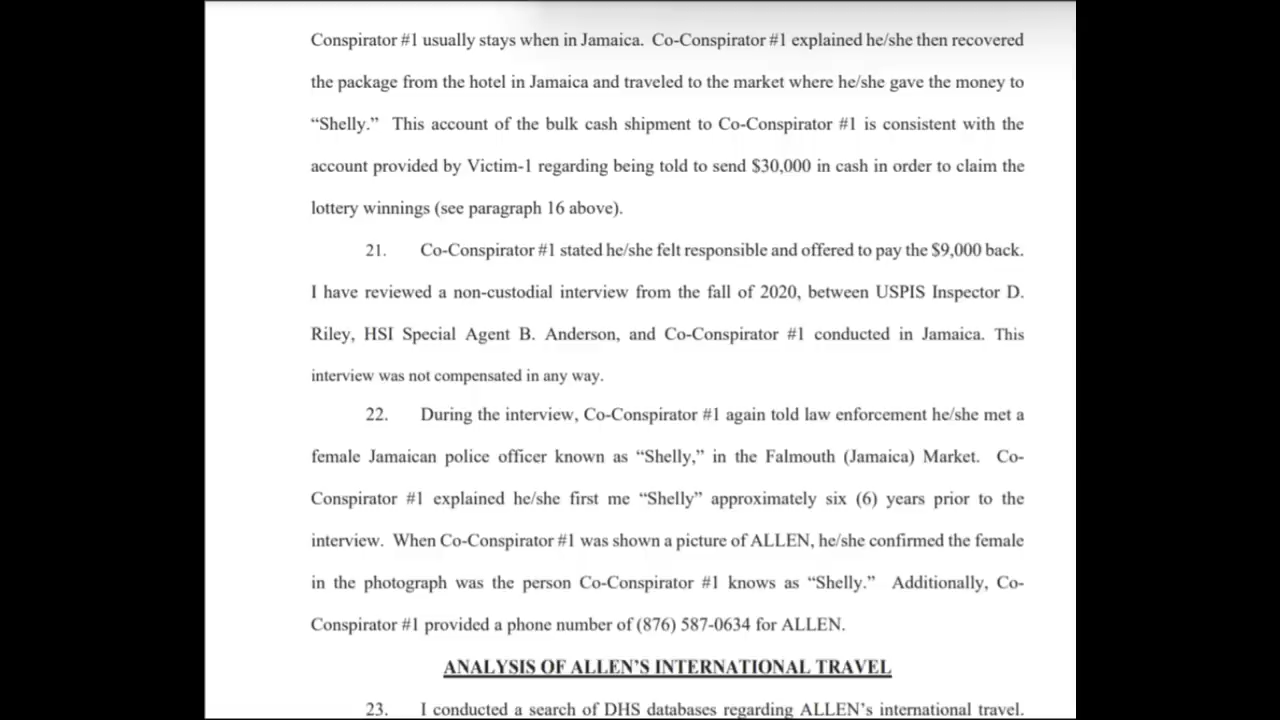 Conspirator #1 usually stays when in Jamaica. Co-Conspirator #1 explained he/she then recovered
the package from the hotel in Jamaica and traveled to the market where he/she gave the money to
“Shelly.” This account of the bulk cash shipment to Co-Conspirator #1 is consistent with the
account provided by Victim-1 regarding being told to send $30,000 in cash in order to claim the
lottery winnings (see paragraph 16 above).
21. Co-Conspirator #1 stated he/she felt responsible and offered to pay the $9,000 back.
I have reviewed a non-custodial interview from the fall of 2020, between USPIS Inspector D.
Riley, HSI Special Agent B. Anderson, and Co-Conspirator #1 conducted in Jamaica. This
interview was not compensated in any way.
22. During the interview, Co-Conspirator #1 again told law enforcement he/she met a
female Jamaican police officer known as “Shelly,” in the Falmouth (Jamaica) Market. Co-
Conspirator #1 explained he/she first me “Shelly” approximately six (6) years prior to the
interview. When Co-Conspirator #1 was shown a picture of ALLEN, he/she confirmed the female
in the photograph was the person Co-Conspirator #1 knows as “Shelly.” Additionally, Co-
Conspirator #1 provided a phone number of (876) 587-0634 for ALLEN.
ANALYSIS OF ALLEN’S INTERNATIONAL TRAVEL
23. I conducted a search of DHS databases regarding ALLEN’s international travel.